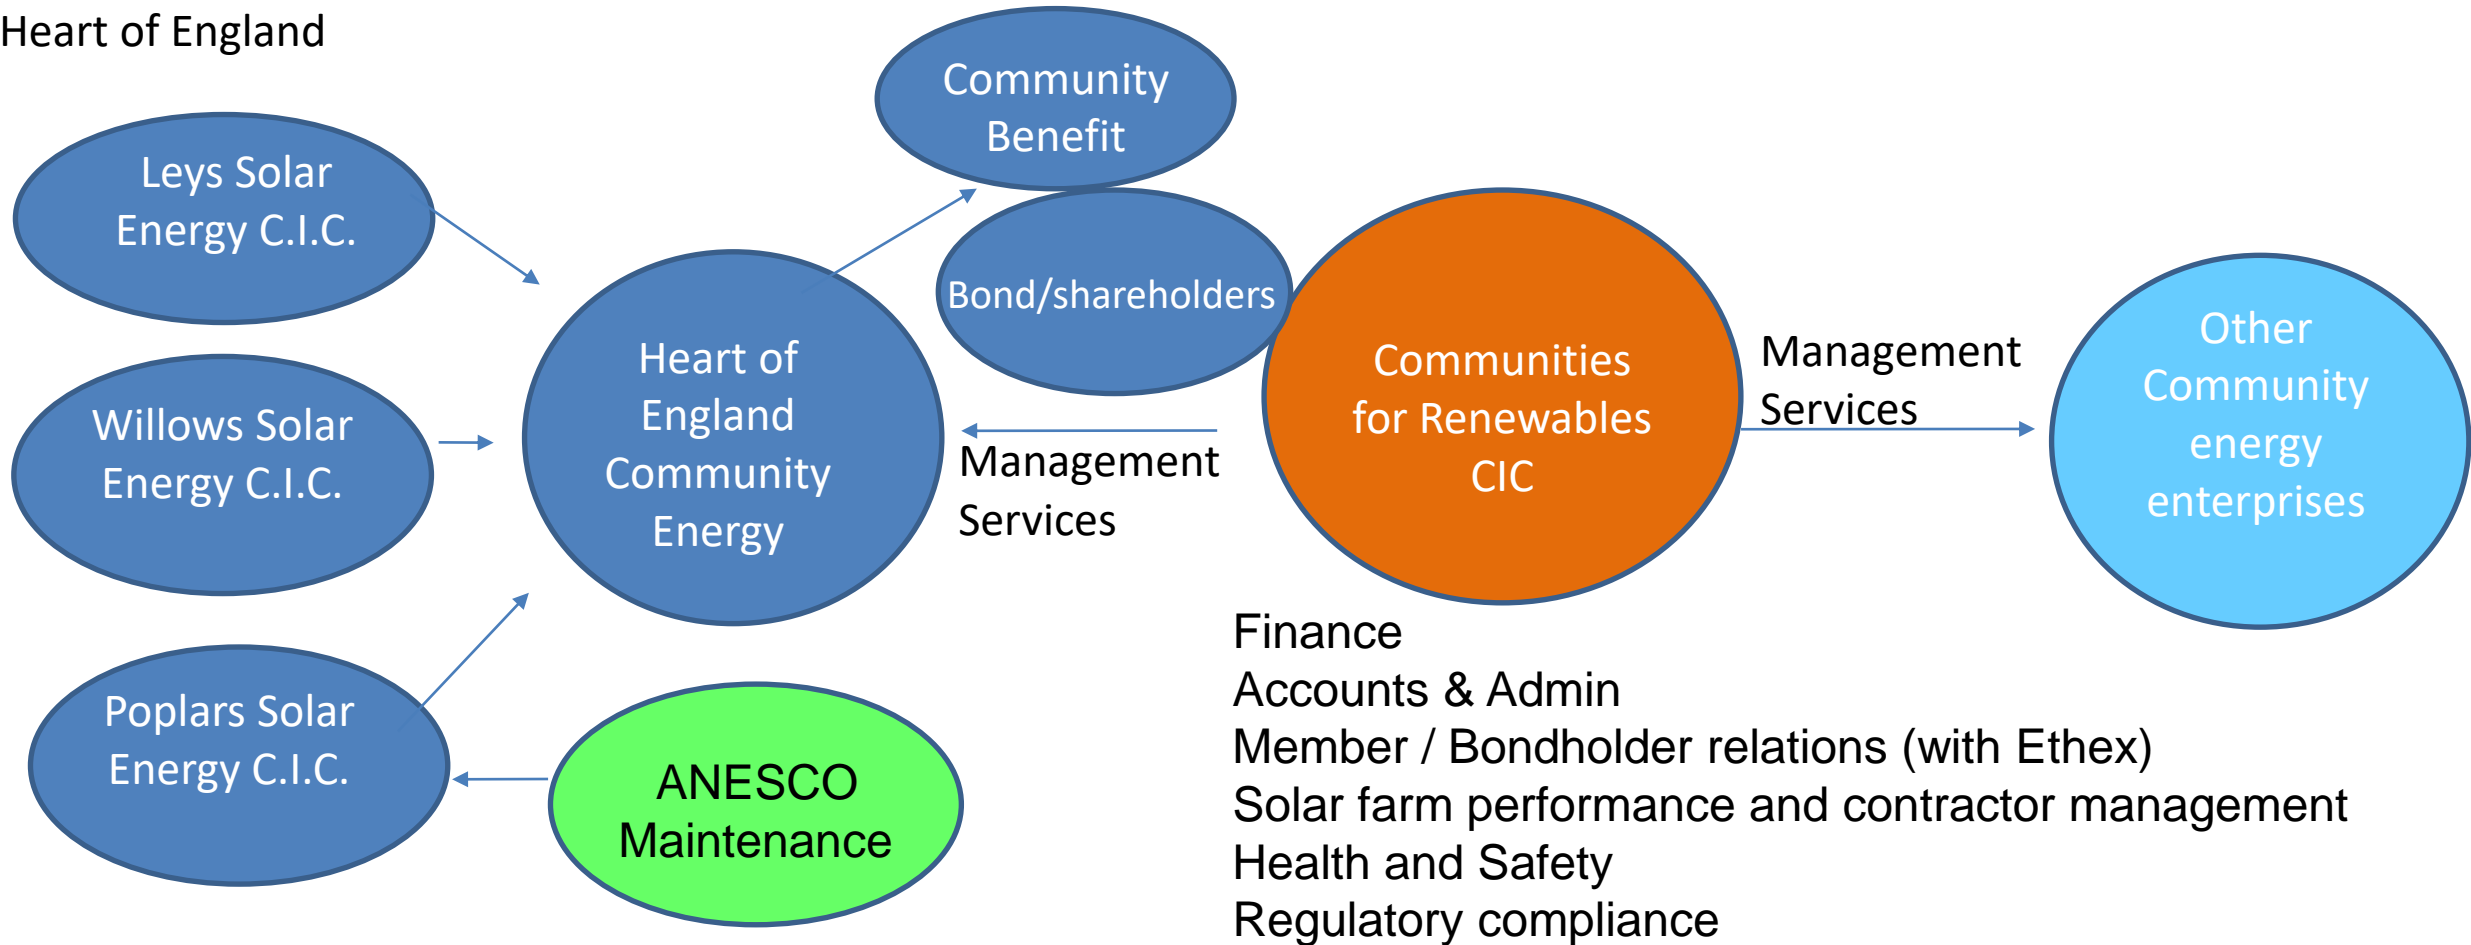 Heart of England
Community
Benefit
Leys Solar
Energy C.I.C.
Bond/shareholders
Heart of
England
Community
Energy
Communities
for Renewables
CIC
Management
Services
Other
Community
energy
enterprises
Willows Solar
Energy C.I.C.
Management
Services
Poplars Solar
Energy C.I.C.
ANESCO
Maintenance
Finance
Accounts & Admin
Member / Bondholder relations (with Ethex)
Solar farm performance and contractor management
Health and Safety
Regulatory compliance